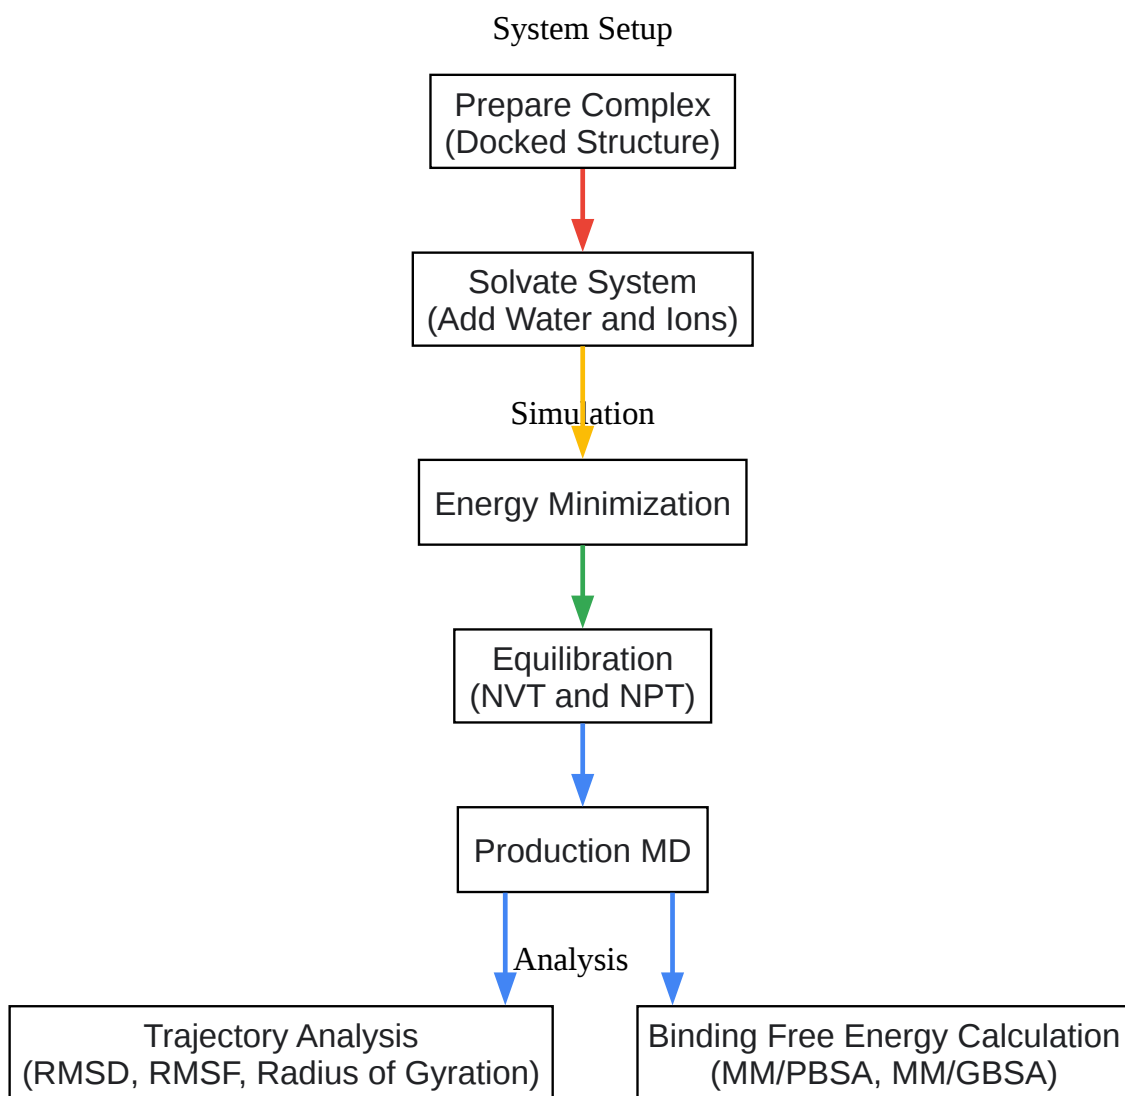 System Setup
Prepare Complex
(Docked Structure)
Solvate System
(Add Water and Ions)
Simulation
Energy Minimization
Equilibration
(NVT and NPT)
Production MD
Analysis
Trajectory Analysis
(RMSD, RMSF, Radius of Gyration)
Binding Free Energy Calculation
(MM/PBSA, MM/GBSA)